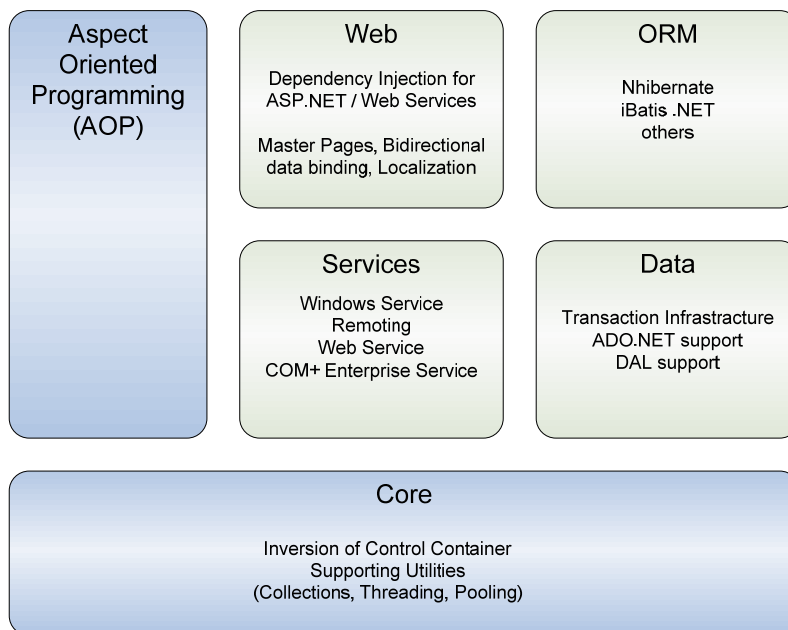 Aspect
Oriented
Programming
(AOP)
Web
Dependency Injection for
ASP.NET / Web Services
Master Pages, Bidirectional
data binding, Localization
ORM
Nhibernate
iBatis .NET
others
Services
Windows Service
Remoting
Web Service
COM+ Enterprise Service
Data
Transaction Infrastracture
ADO.NET support
DAL support
Core
Inversion of Control Container
Supporting Utilities
(Collections, Threading, Pooling)